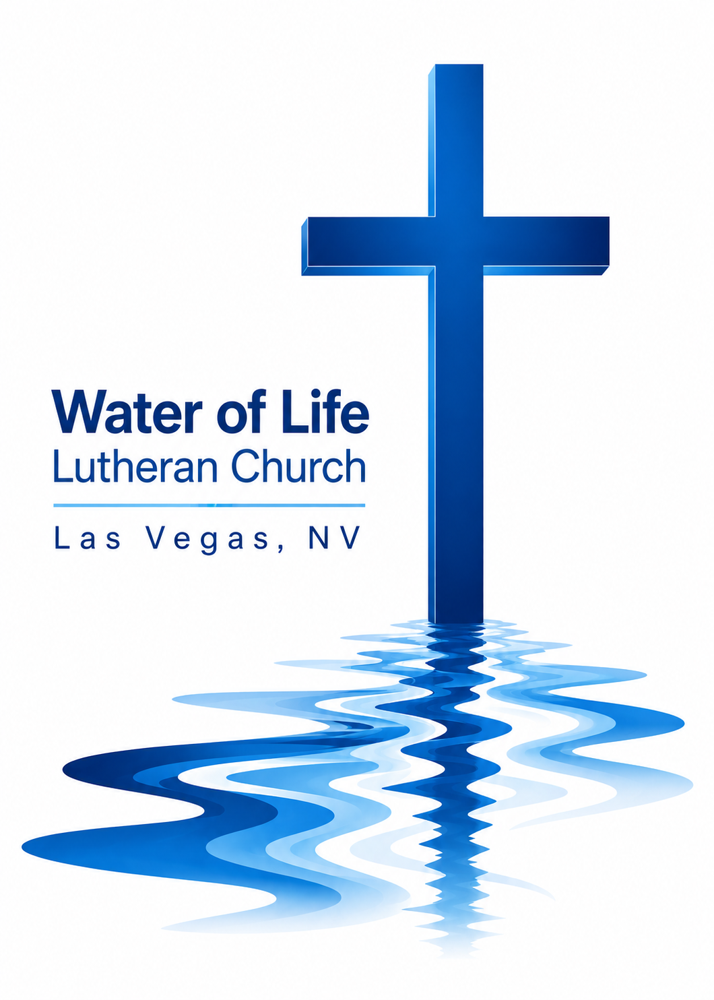 Water of Life
Lutheran Church
Las Vegas, NV